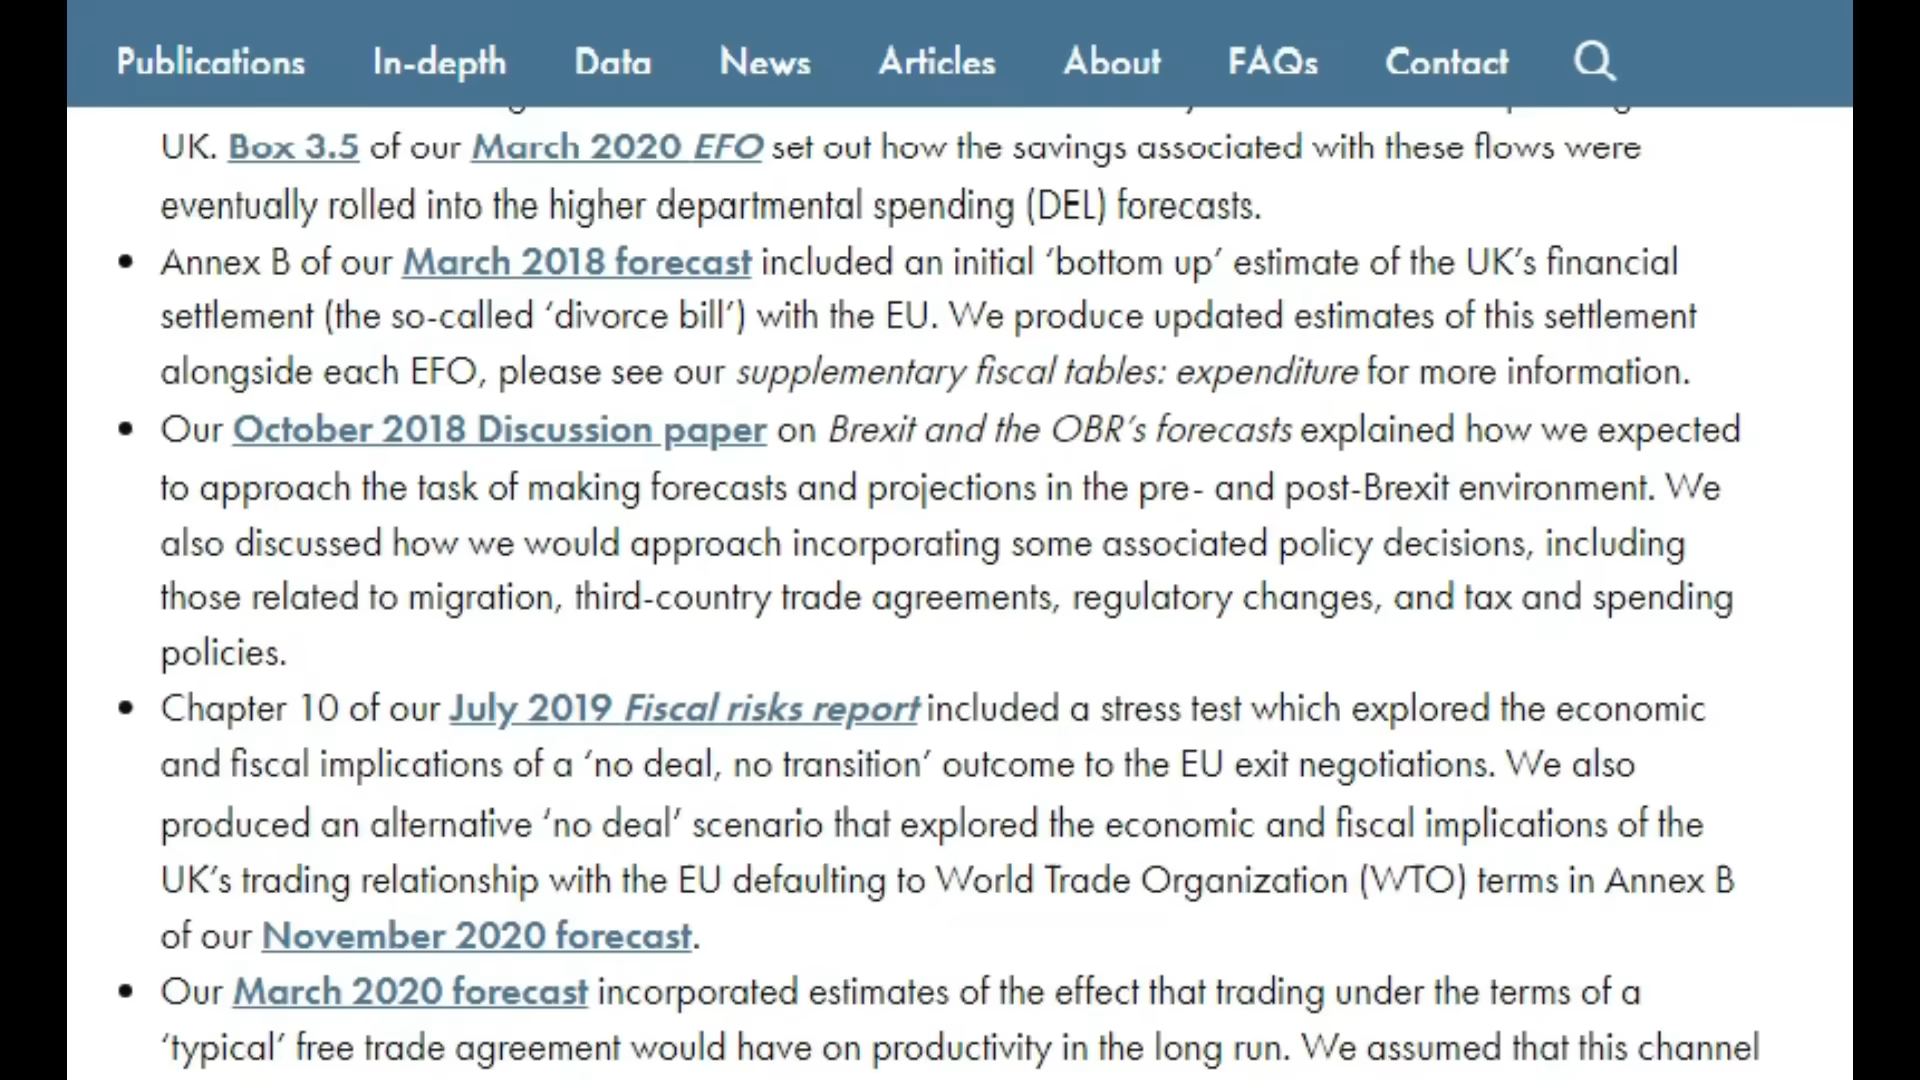 Publications In-depth Data News Articles About FAQs Contact
UK. Box 3.5 of our March 2020 EFO set out how the savings associated with these flows were
eventually rolled into the higher departmental spending (DEL) forecasts.
• Annex B of our March 2018 forecast included an initial ‘bottom up’ estimate of the UK’s financial
settlement (the so-called ‘divorce bill’) with the EU. We produce updated estimates of this settlement
alongside each EFO, please see our supplementary fiscal tables: expenditure for more information.
• Our October 2018 Discussion paper on Brexit and the OBR’s forecasts explained how we expected
to approach the task of making forecasts and projections in the pre- and post-Brexit environment. We
also discussed how we would approach incorporating some associated policy decisions, including
those related to migration, third-country trade agreements, regulatory changes, and tax and spending
policies.
• Chapter 10 of our July 2019 Fiscal risks report included a stress test which explored the economic
and fiscal implications of a ‘no deal, no transition’ outcome to the EU exit negotiations. We also
produced an alternative ‘no deal’ scenario that explored the economic and fiscal implications of the
UK’s trading relationship with the EU defaulting to World Trade Organization (WTO) terms in Annex B
of our November 2020 forecast.
• Our March 2020 forecast incorporated estimates of the effect that trading under the terms of a
‘typical’ free trade agreement would have on productivity in the long run. We assumed that this channel